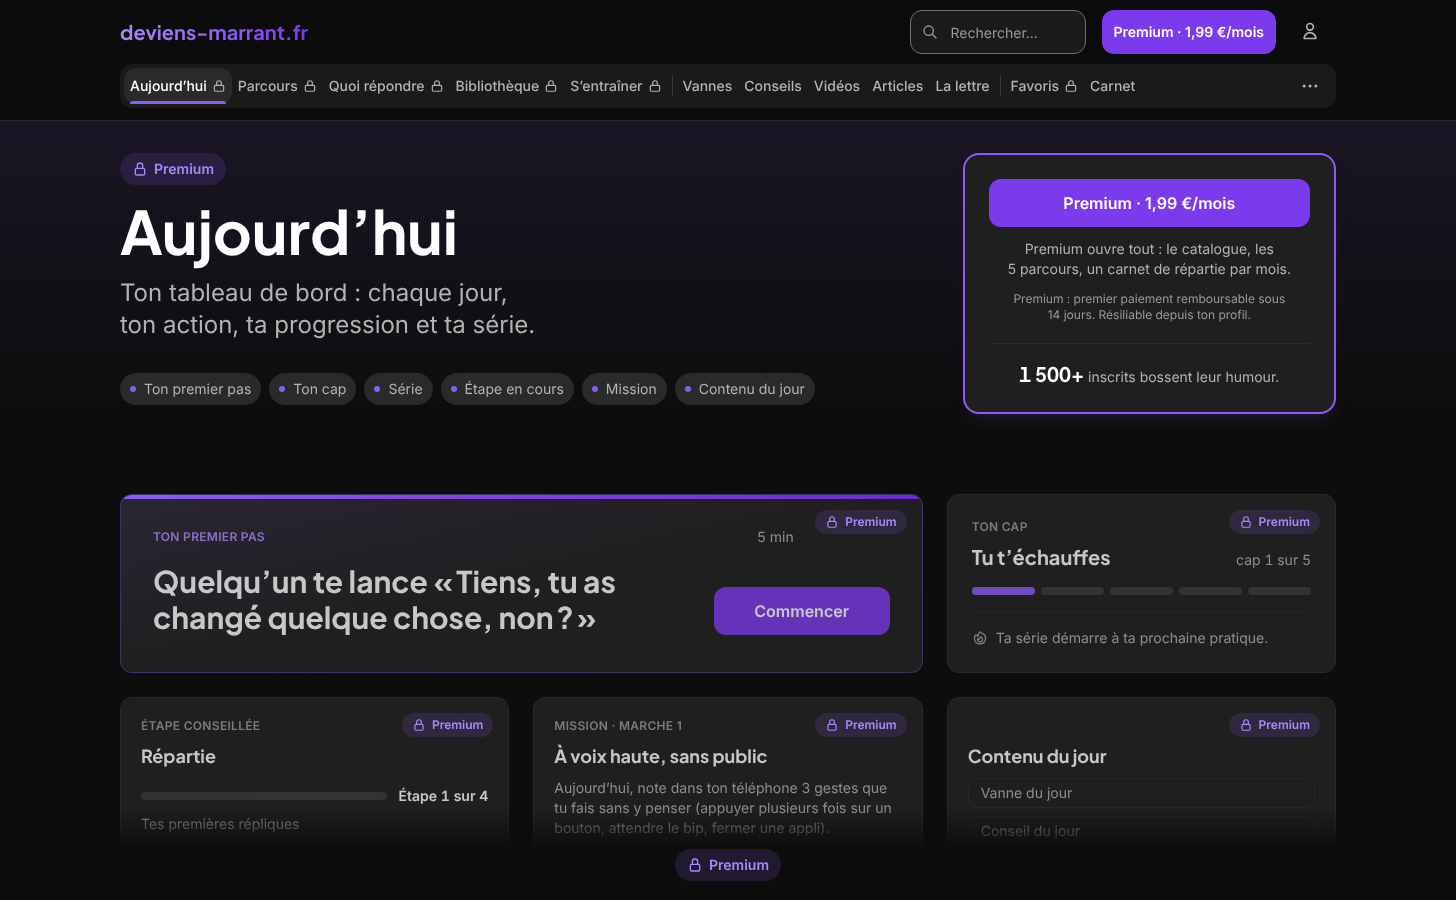 deviens-marrant.fr
Rechercher...
Premium · 1,99 €/mois
Aujourd’hui
Parcours
Quoi répondre
Bibliothèque
S’entraîner
Vannes
Conseils
Vidéos
Articles
La lettre
Favoris
Carnet
Premium
Aujourd’hui
Ton tableau de bord : chaque jour,
ton action, ta progression et ta série.
Ton premier pas
Ton cap
Série
Étape en cours
Mission
Contenu du jour
Premium · 1,99 €/mois
Premium ouvre tout : le catalogue, les
5 parcours, un carnet de répartie par mois.
Premium : premier paiement remboursable sous
14 jours. Résiliable depuis ton profil.
1 500+ inscrits bossent leur humour.
TON PREMIER PAS
5 min
Premium
Quelqu’un te lance « Tiens, tu as
changé quelque chose, non ? »
Commencer
TON CAP
Premium
Tu t’échauffes
cap 1 sur 5
Ta série démarre à ta prochaine pratique.
ÉTAPE CONSEILLÉE
Premium
Répartie
Étape 1 sur 4
Tes premières répliques
MISSION · MARCHE 1
Premium
À voix haute, sans public
Aujourd’hui, note dans ton téléphone 3 gestes que
tu fais sans y penser (appuyer plusieurs fois sur un
bouton, attendre le bip, fermer une appli).
Premium
Contenu du jour
Vanne du jour
Conseil du jour
Premium